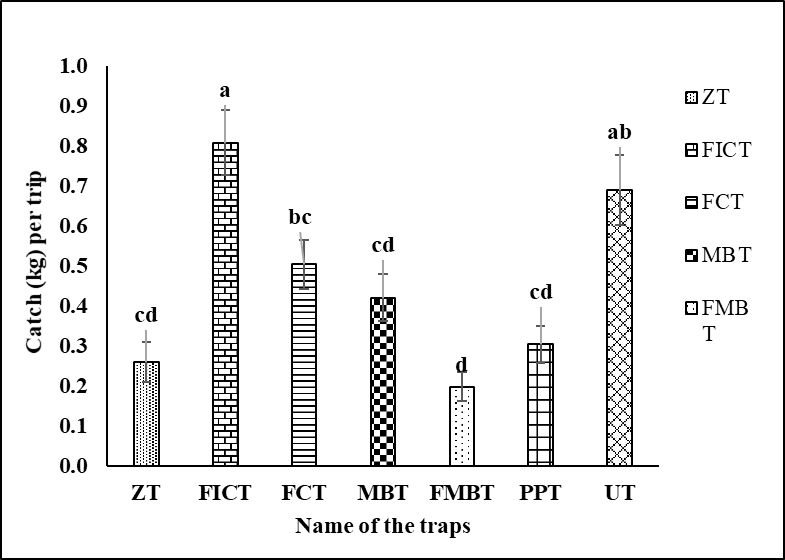 Catch (kg) per trip
1.0
0.9
0.8
0.7
0.6
0.5
0.4
0.3
0.2
0.1
0.0
cd
a
bc
cd
d
cd
ab
ZT
FICT
FCT
MBT
FMBT
PPT
UT
Name of the traps
ZT
FICT
FCT
MBT
FMB
T